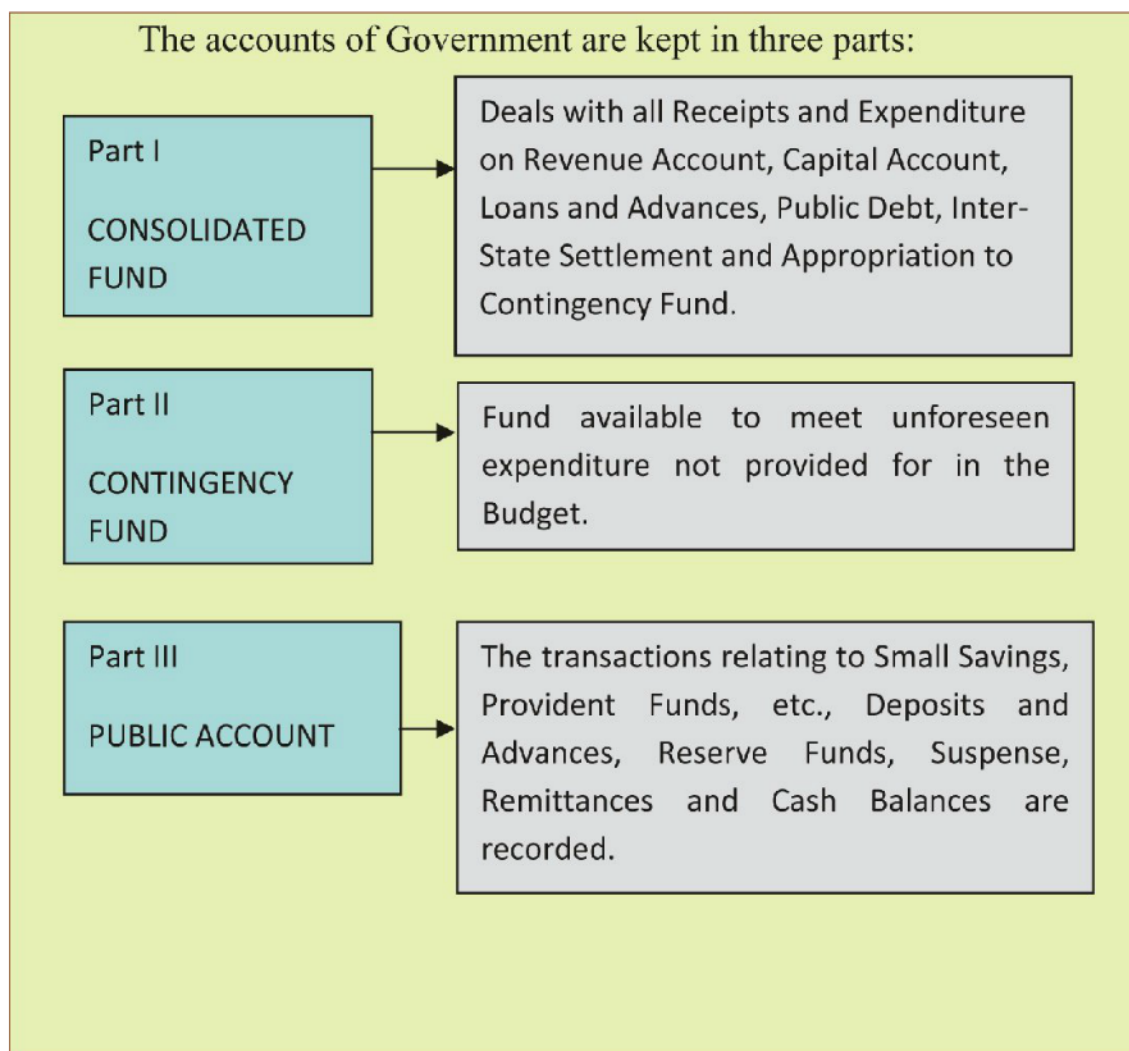 The accounts of Government are kept in three parts:
Part I
CONSOLIDATED
FUND
Deals with all Receipts and Expenditure
on Revenue Account, Capital Account,
Loans and Advances, Public Debt, Inter-
State Settlement and Appropriation to
Contingency Fund.
Part II
CONTINGENCY
FUND
Fund available to meet unforeseen
expenditure not provided for in the
Budget.
Part III
PUBLIC ACCOUNT
The transactions relating to Small Savings,
Provident Funds, etc., Deposits and
Advances, Reserve Funds, Suspense,
Remittances and Cash Balances are
recorded.